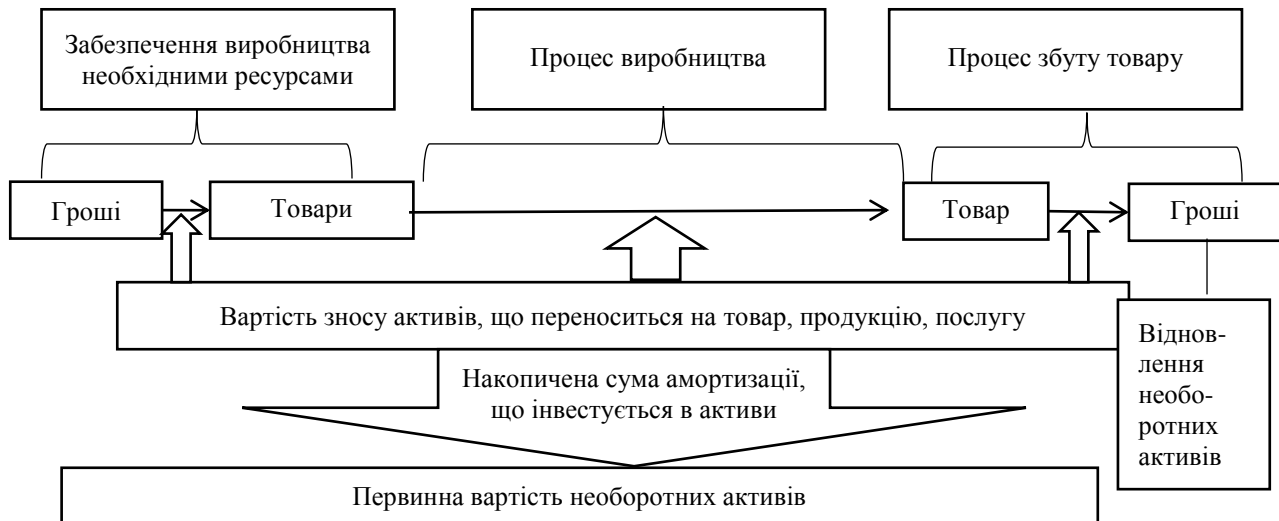 Забезпечення виробництва
необхідними ресурсами
Процес виробництва
Процес збуту товару
Гроші
Товари
Товар
Гроші
Вартість зносу активів, що переноситься на товар, продукцію, послугу
Накопичена сума амортизації,
що інвестується в активи
Віднов-
лення
необо-
ротних
активів
Первинна вартість необоротних активів